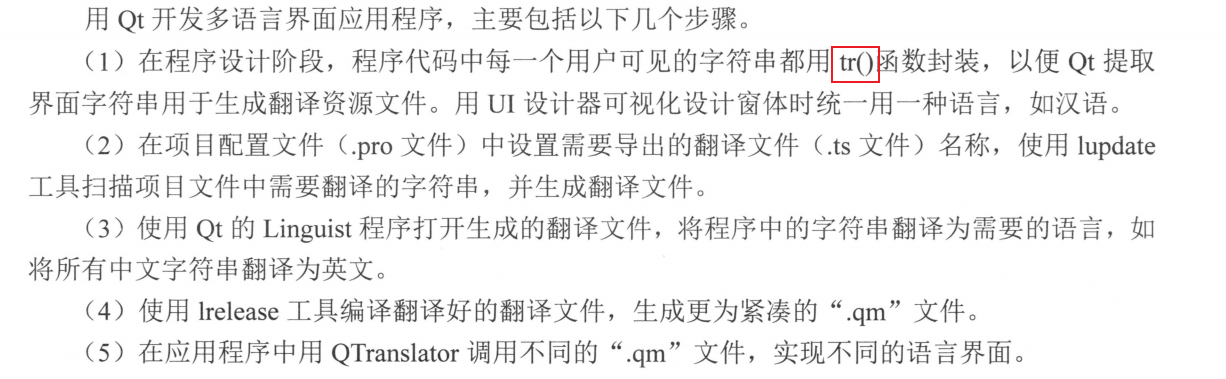 用 Qt 开发多语言界面应用程序，主要包括以下几个步骤。
（1）在程序设计阶段，程序代码中每一个用户可见的字符串都用 tr()函数封装，以便 Qt 提取
界面字符串用于生成翻译资源文件。用 UI 设计器可视化设计窗体时统一用一种语言，如汉语。
（2）在项目配置文件（.pro 文件）中设置需要导出的翻译文件（.ts 文件）名称，使用 lupdate
工具扫描项目文件中需要翻译的字符串，并生成翻译文件。
（3）使用 Qt 的 Linguist 程序打开生成的翻译文件，将程序中的字符串翻译为需要的语言，如
将所有中文字符串翻译为英文。
（4）使用 lrelease 工具编译翻译好的翻译文件，生成更为紧凑的“.qm”文件。
（5）在应用程序中用 QTranslator 调用不同的“.qm”文件，实现不同的语言界面。